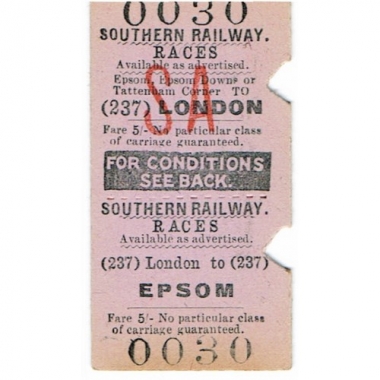 0030
SOUTHERN RAILWAY.
RACES
Available as advertised.
Epsom, Epsom Downs or
Tattenham Corner TO
(237) LONDON
SA
Fare 5/- No particular class
of carriage guaranteed.
FOR CONDITIONS
SEE BACK.
SOUTHERN RAILWAY.
RACES
Available as advertised.
(237) London to (237)
EPSOM
Fare 5/- No particular class
of carriage guaranteed.
0030